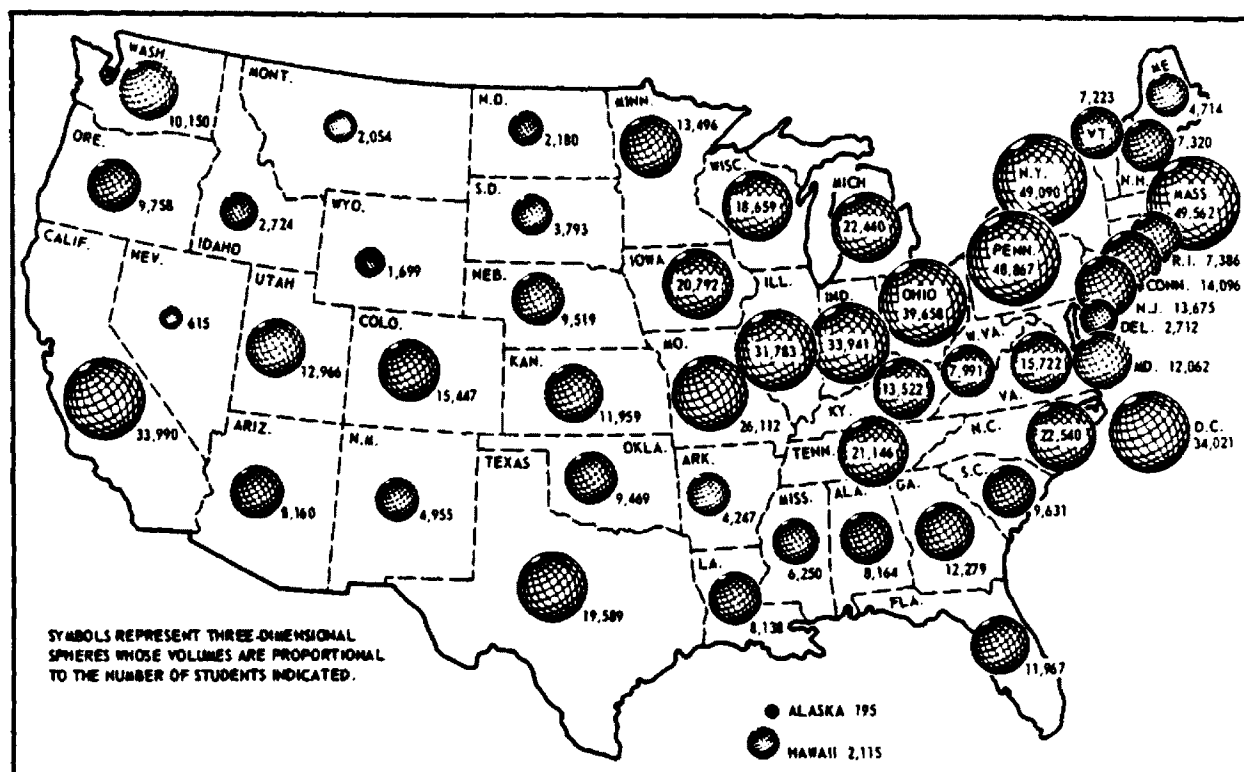 WASH.
10,150
MONT.
2,054
N.D.
2,180
MINN.
13,496
ME
4,714
7,223
7,320
N.H.
ORE.
9,758
IDAHO
2,724
WYO.
1,699
S.D.
3,793
WISC.
18,659
MICH
22,440
N.Y.
49,090
MASS
49,562
CALIF.
33,990
NEV.
615
UTAH
12,966
COLO.
15,447
NEB.
9,519
IOWA
20,792
ILL.
31,783
IND.
33,941
OHIO
39,658
PENN.
48,867
R.I. 7,386
CONN. 14,096
N.J. 13,675
DEL. 2,712
MD. 12,062
KAN.
11,959
MO.
26,112
KY.
13,522
W.VA.
7,991
15,722
VA.
D.C.
34,021
ARIZ.
8,160
N.M.
4,955
TEXAS
19,589
OKLA.
9,469
ARK.
4,247
TENN.
21,146
N.C.
22,540
S.C.
9,631
MISS.
6,250
ALA.
8,164
GA.
12,279
LA.
8,138
FLA.
11,967
SYMBOLS REPRESENT THREE-DIMENSIONAL
SPHERES WHOSE VOLUMES ARE PROPORTIONAL
TO THE NUMBER OF STUDENTS INDICATED.
ALASKA 195
HAWAII 2,115